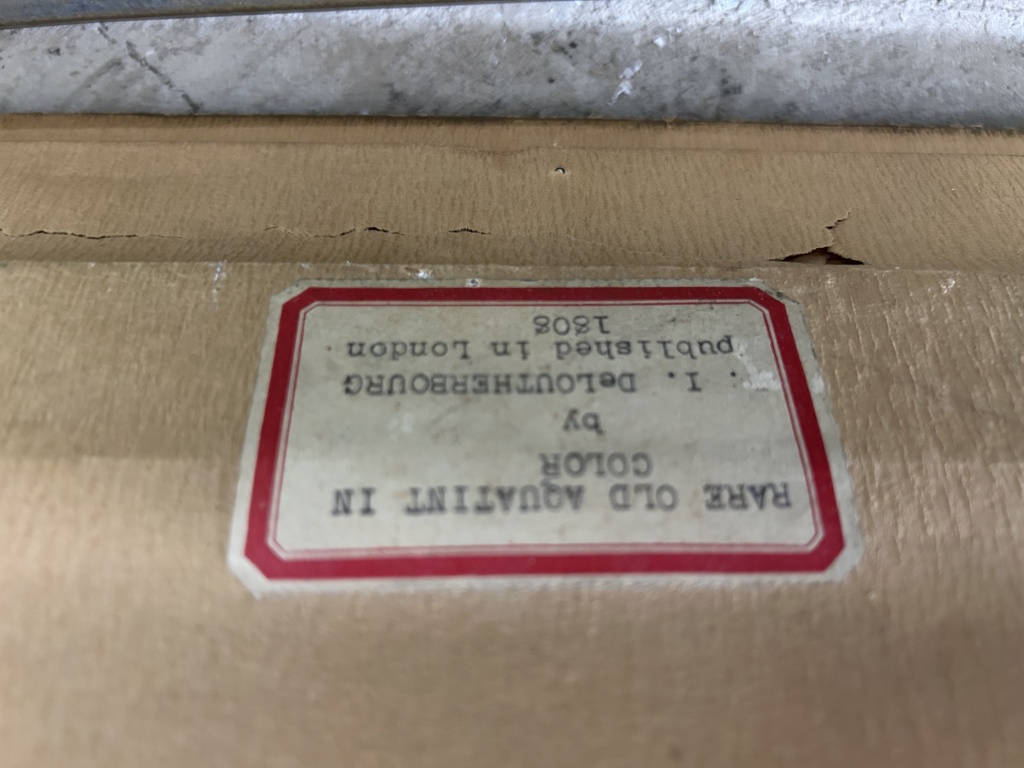 RARE OLD AQUATINT IN
COLOR
by
: I. DeLOUTHERBOURG
published in London
1808